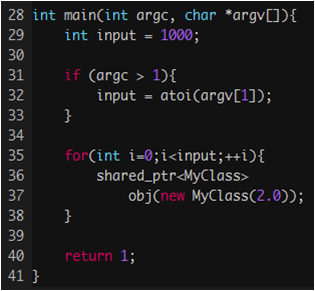 28 int main(int argc, char *argv[]){
29     int input = 1000;
30
31     if (argc > 1){
32         input = atoi(argv[1]);
33     }
34
35     for(int i=0;i<input;++i){
36         shared_ptr<MyClass>
37             obj(new MyClass(2.0));
38     }
39
40     return 1;
41 }